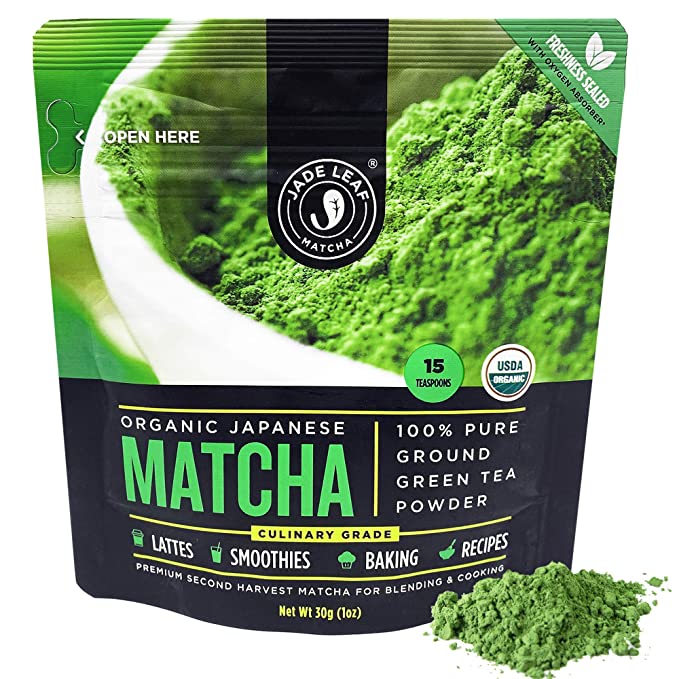 FRESHNESS SEALED
WITH OXYGEN ABSORBER*
< OPEN HERE
JADE LEAF
®
MATCHA
15
TEASPOONS
USDA
ORGANIC
ORGANIC JAPANESE
MATCHA
100% PURE
GROUND
GREEN TEA
POWDER
CULINARY GRADE
LATTES
SMOOTHIES
BAKING
RECIPES
PREMIUM SECOND HARVEST MATCHA FOR BLENDING & COOKING
Net Wt 30g (1oz)